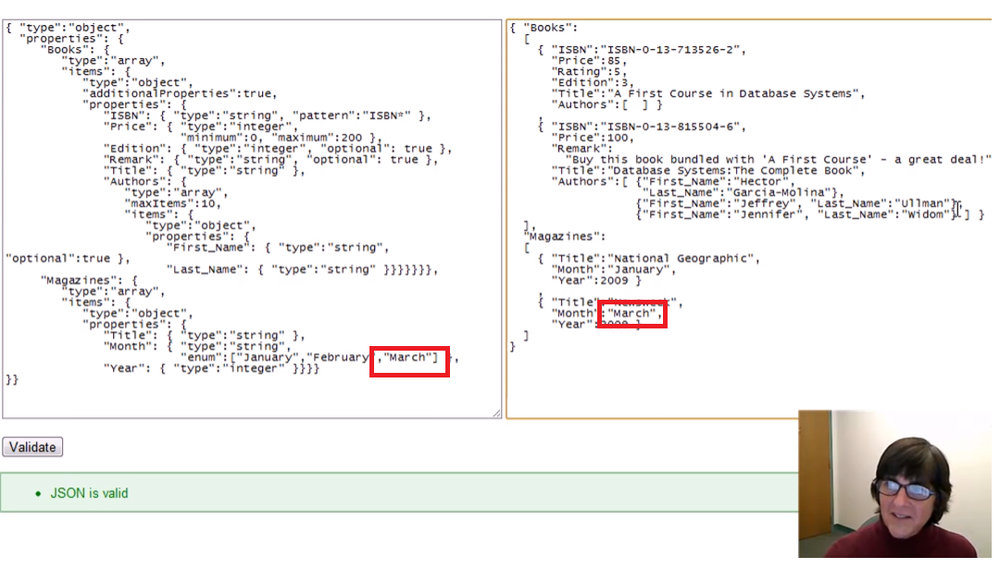 { "type":"object",
"properties": {
"Books": {
"type":"array",
"items": {
"type":"object",
"additionalProperties":true,
"properties": {
"ISBN": { "type":"string", "pattern":"ISBN*" },
"Price": { "type":"integer",
"minimum":0, "maximum":200 },
"Edition": { "type":"integer", "optional": true },
"Remark": { "type":"string", "optional": true },
"Title": { "type":"string" },
"Authors": {
"type":"array",
"maxItems":10,
"items": {
"type":"object",
"properties": {
"First_Name": { "type":"string",
"optional":true },
"Last_Name": { "type":"string" }}}}}}},
"Magazines": {
"type":"array",
"items": {
"type":"object",
"properties": {
"Title": { "type":"string" },
"Month": { "type":"string",
"enum":["January","February","March"] },
"Year": { "type":"integer" }}}}
}}
{ "Books":
[
{ "ISBN":"ISBN-0-13-713526-2",
"Price":85,
"Rating":5,
"Edition":3,
"Title":"A First Course in Database Systems",
"Authors":[ ] }
,
{ "ISBN":"ISBN-0-13-815504-6",
"Price":100,
"Remark":
"Buy this book bundled with 'A First Course' - a great deal!"
"Title":"Database Systems:The Complete Book",
"Authors":[ {"First_Name":"Hector",
"Last_Name":"Garcia-Molina"},
{"First_Name":"Jeffrey", "Last_Name":"Ullman"},
{"First_Name":"Jennifer", "Last_Name":"Widom"} ] }
],
"Magazines":
[
{ "Title":"National Geographic",
"Month":"January",
"Year":2009 }
,
{ "Title":"Newsweek",
"Month":"March",
"Year":2009 }
]
}
Validate
JSON is valid